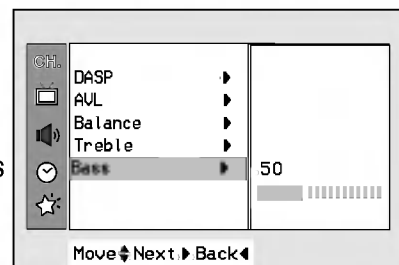 CH.
DASP
AVL
Balance
Treble
Bass
50
Move Next Back
S